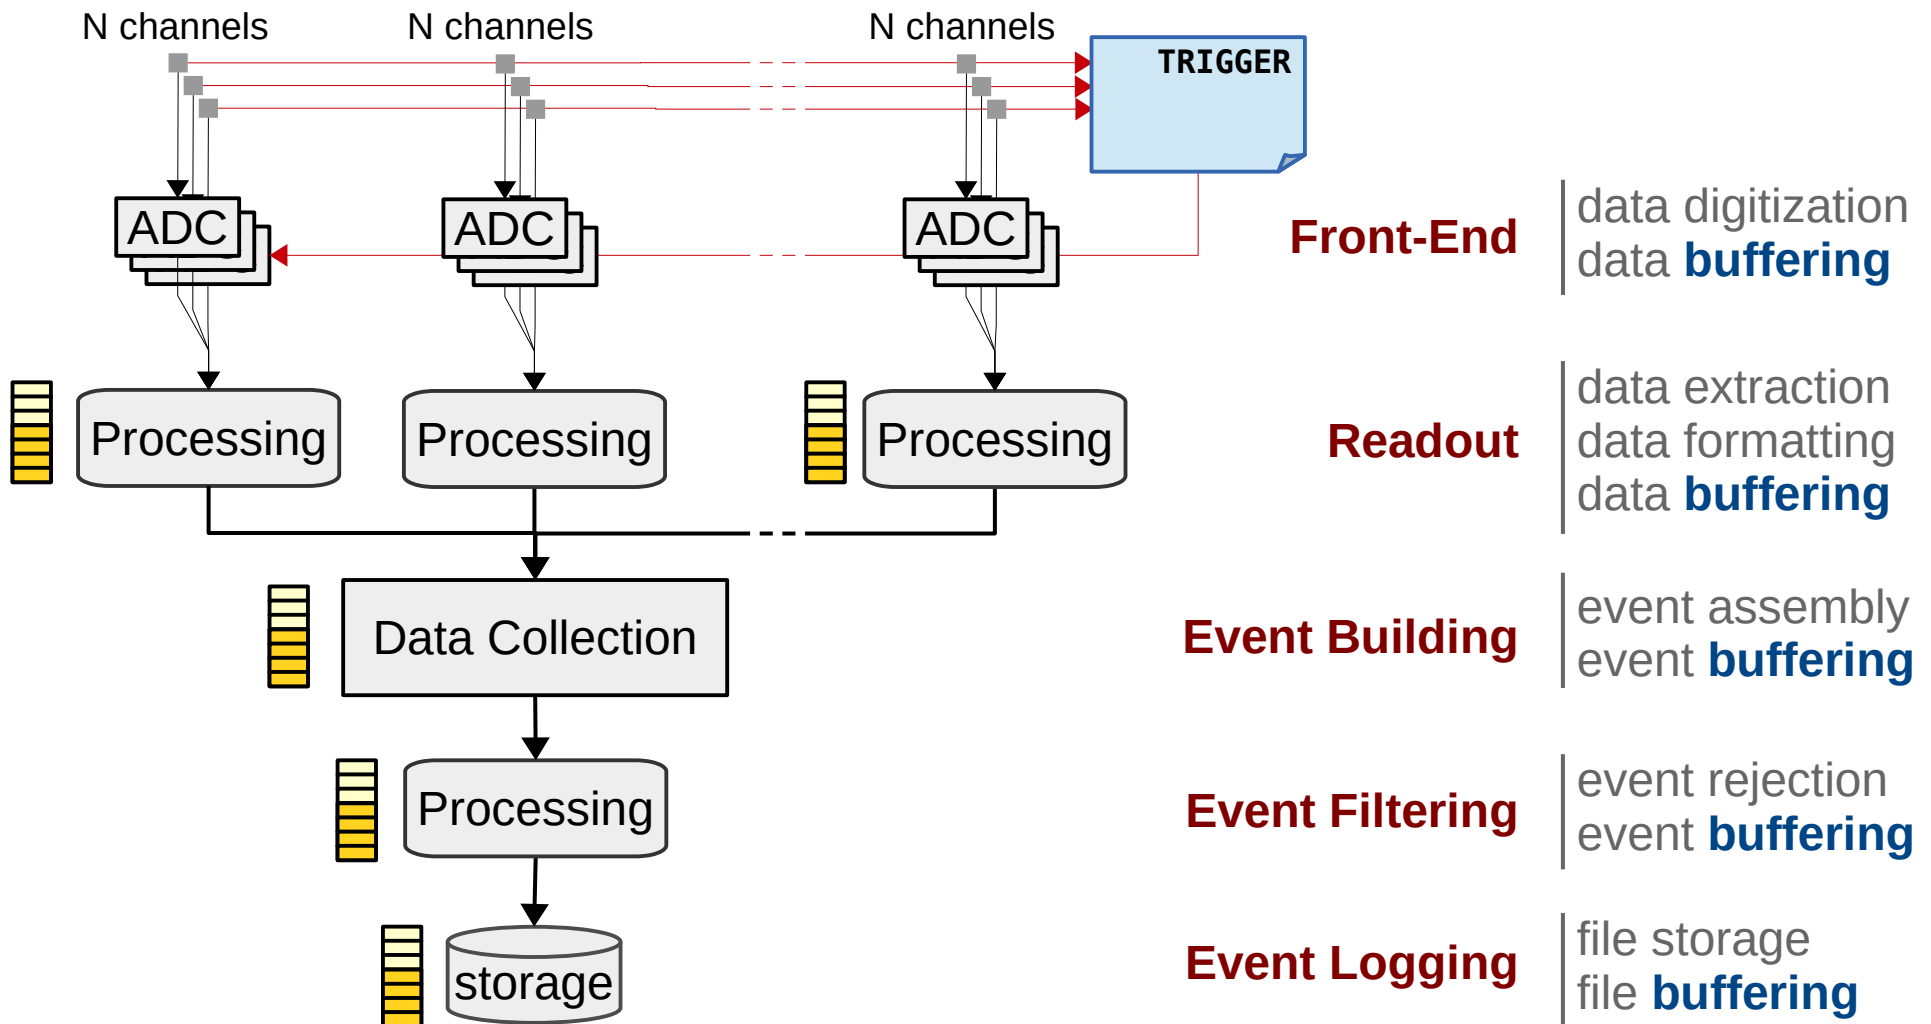 N channels
N channels
N channels
TRIGGER
ADC
ADC
ADC
Front-End
data digitization
data buffering
Processing
Processing
Processing
Readout
data extraction
data formatting
data buffering
Data Collection
Event Building
event assembly
event buffering
Processing
Event Filtering
event rejection
event buffering
storage
Event Logging
file storage
file buffering